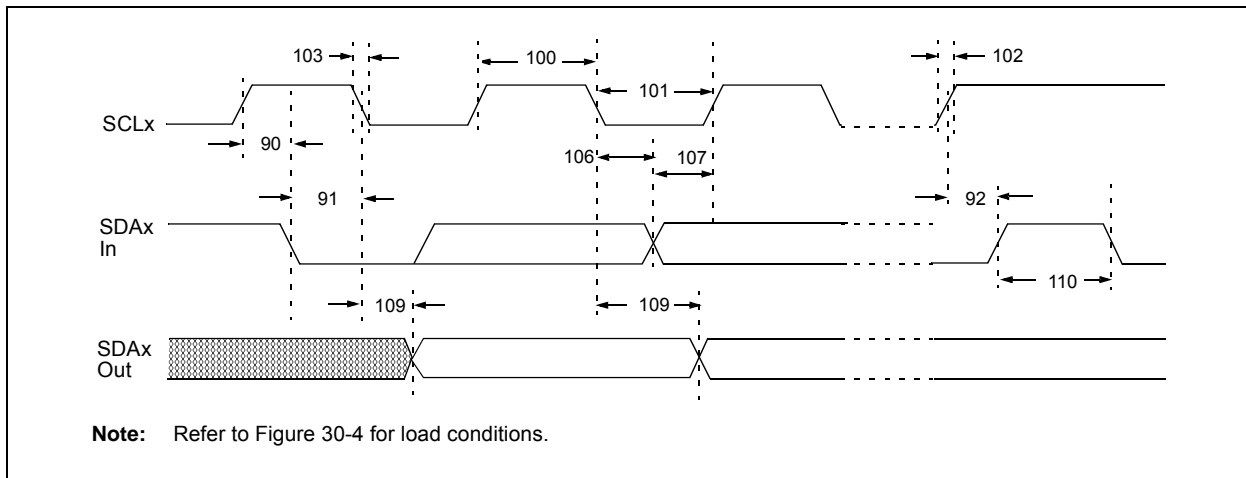 103
100
102
101
SCLx
90
106
107
91
92
SDAx
In
110
109
109
SDAx
Out
Note: Refer to Figure 30-4 for load conditions.